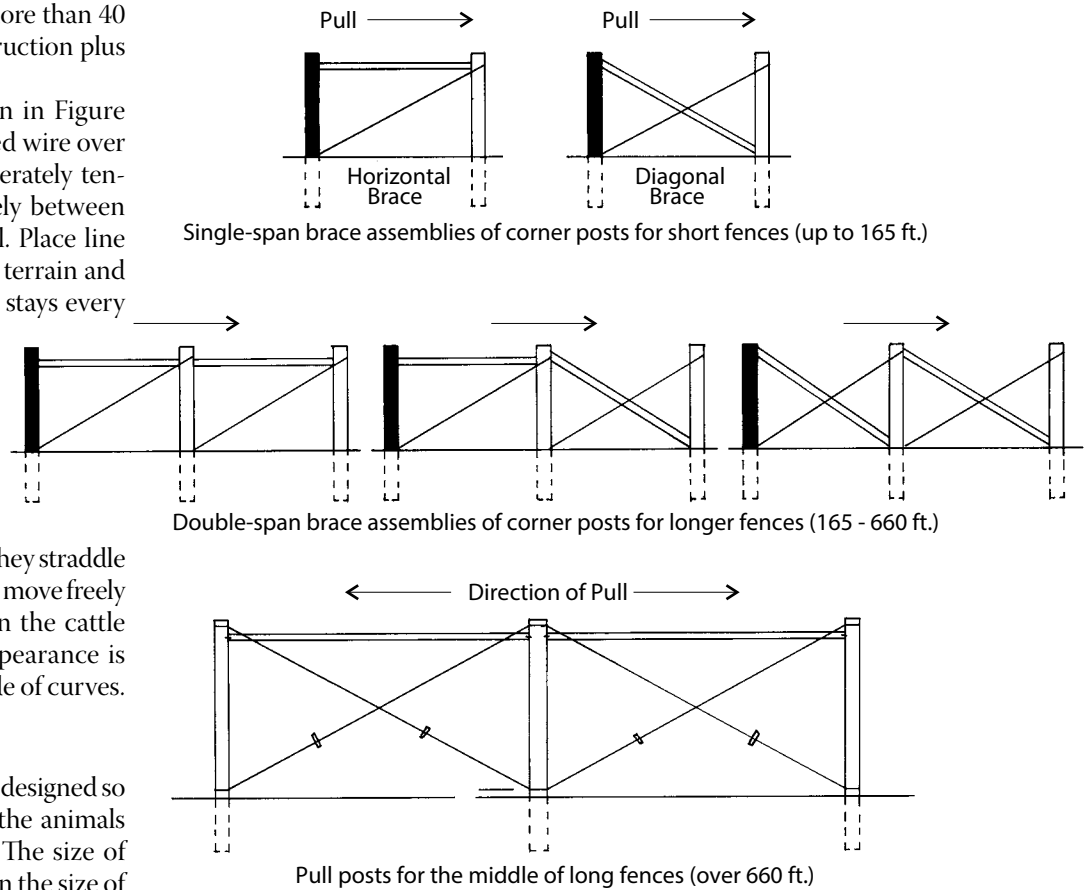 ore than 40
ruction plus
n in Figure
ed wire over
erately ten-
ely between
l. Place line
terrain and
stays every
hey straddle
move freely
n the cattle
pearance is
le of curves.
designed so
the animals
The size of
n the size of
Pull
Pull
Horizontal
Brace
Diagonal
Brace
Single-span brace assemblies of corner posts for short fences (up to 165 ft.)
Double-span brace assemblies of corner posts for longer fences (165 - 660 ft.)
Direction of Pull
Pull posts for the middle of long fences (over 660 ft.)